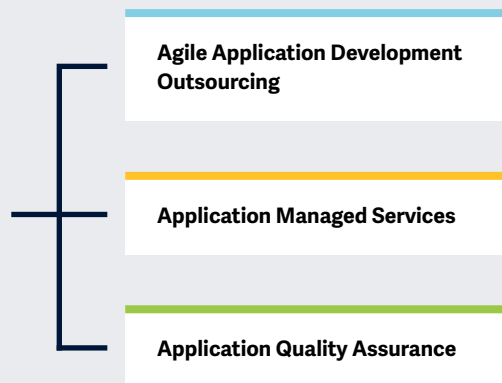 Agile Application Development
Outsourcing
Application Managed Services
Application Quality Assurance